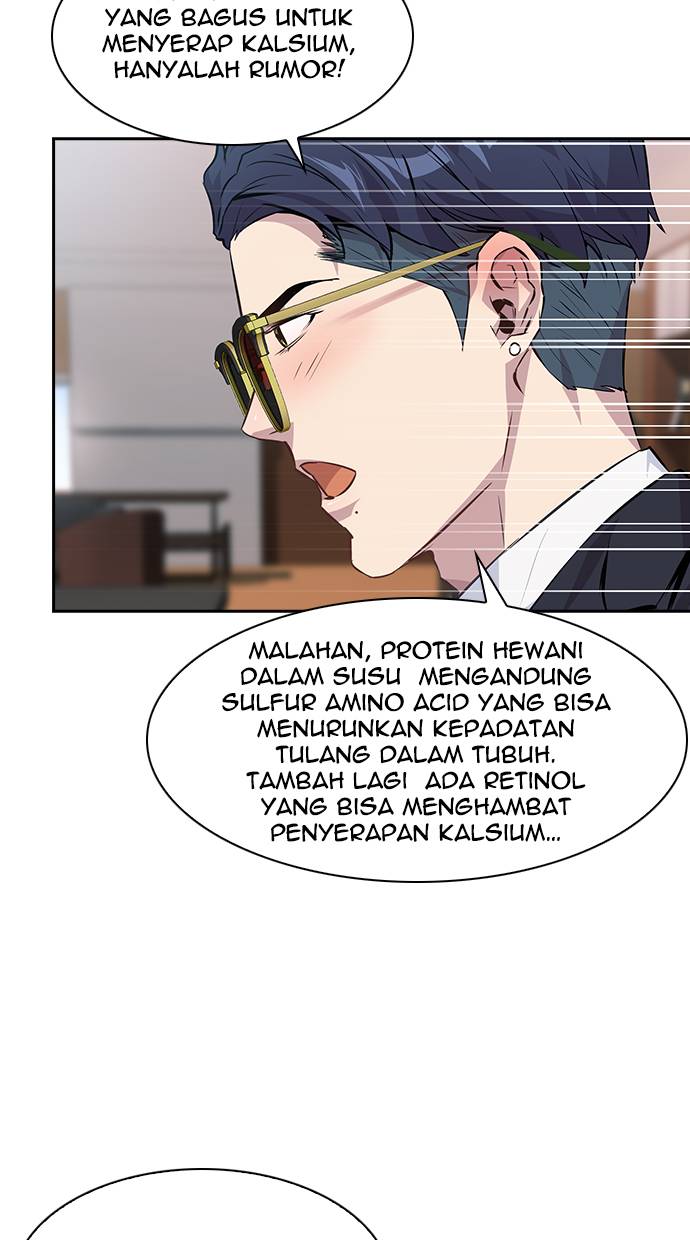 YANG BAGUS UNTUK
MENYERAP KALSIUM,
HANYALAH RUMOR!
MALAHAN, PROTEIN HEWANI
DALAM SUSU MENGANDUNG
SULFUR AMINO ACID YANG BISA
MENURUNKAN KEPADATAN
TULANG DALAM TUBUH.
TAMBAH LAGI ADA RETINOL
YANG BISA MENGHAMBAT
PENYERAPAN KALSIUM...